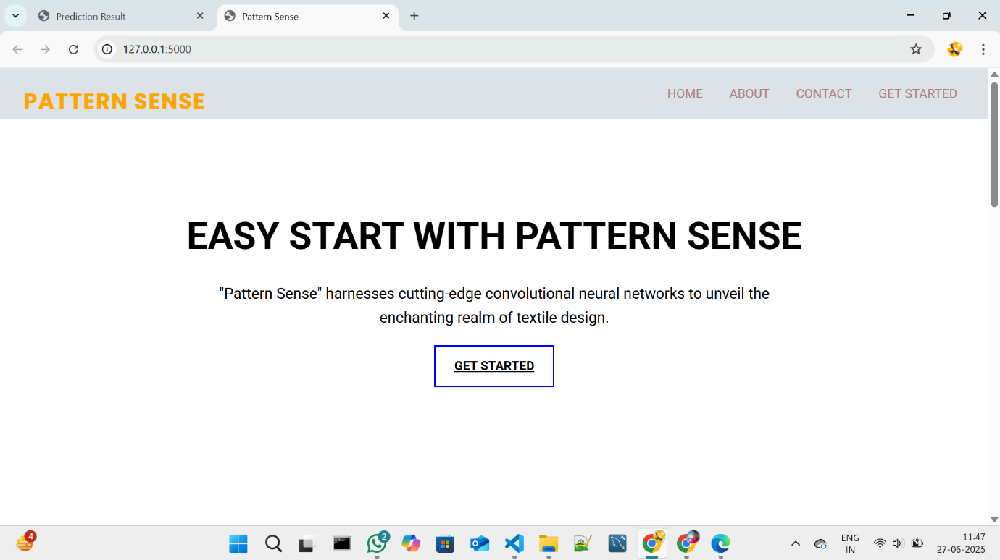 Prediction Result
Pattern Sense
127.0.0.1:5000
PATTERN SENSE
HOME
ABOUT
CONTACT
GET STARTED
EASY START WITH PATTERN SENSE
"Pattern Sense" harnesses cutting-edge convolutional neural networks to unveil the
enchanting realm of textile design.
GET STARTED
4
2
ENG
IN
11:47
27-06-2025